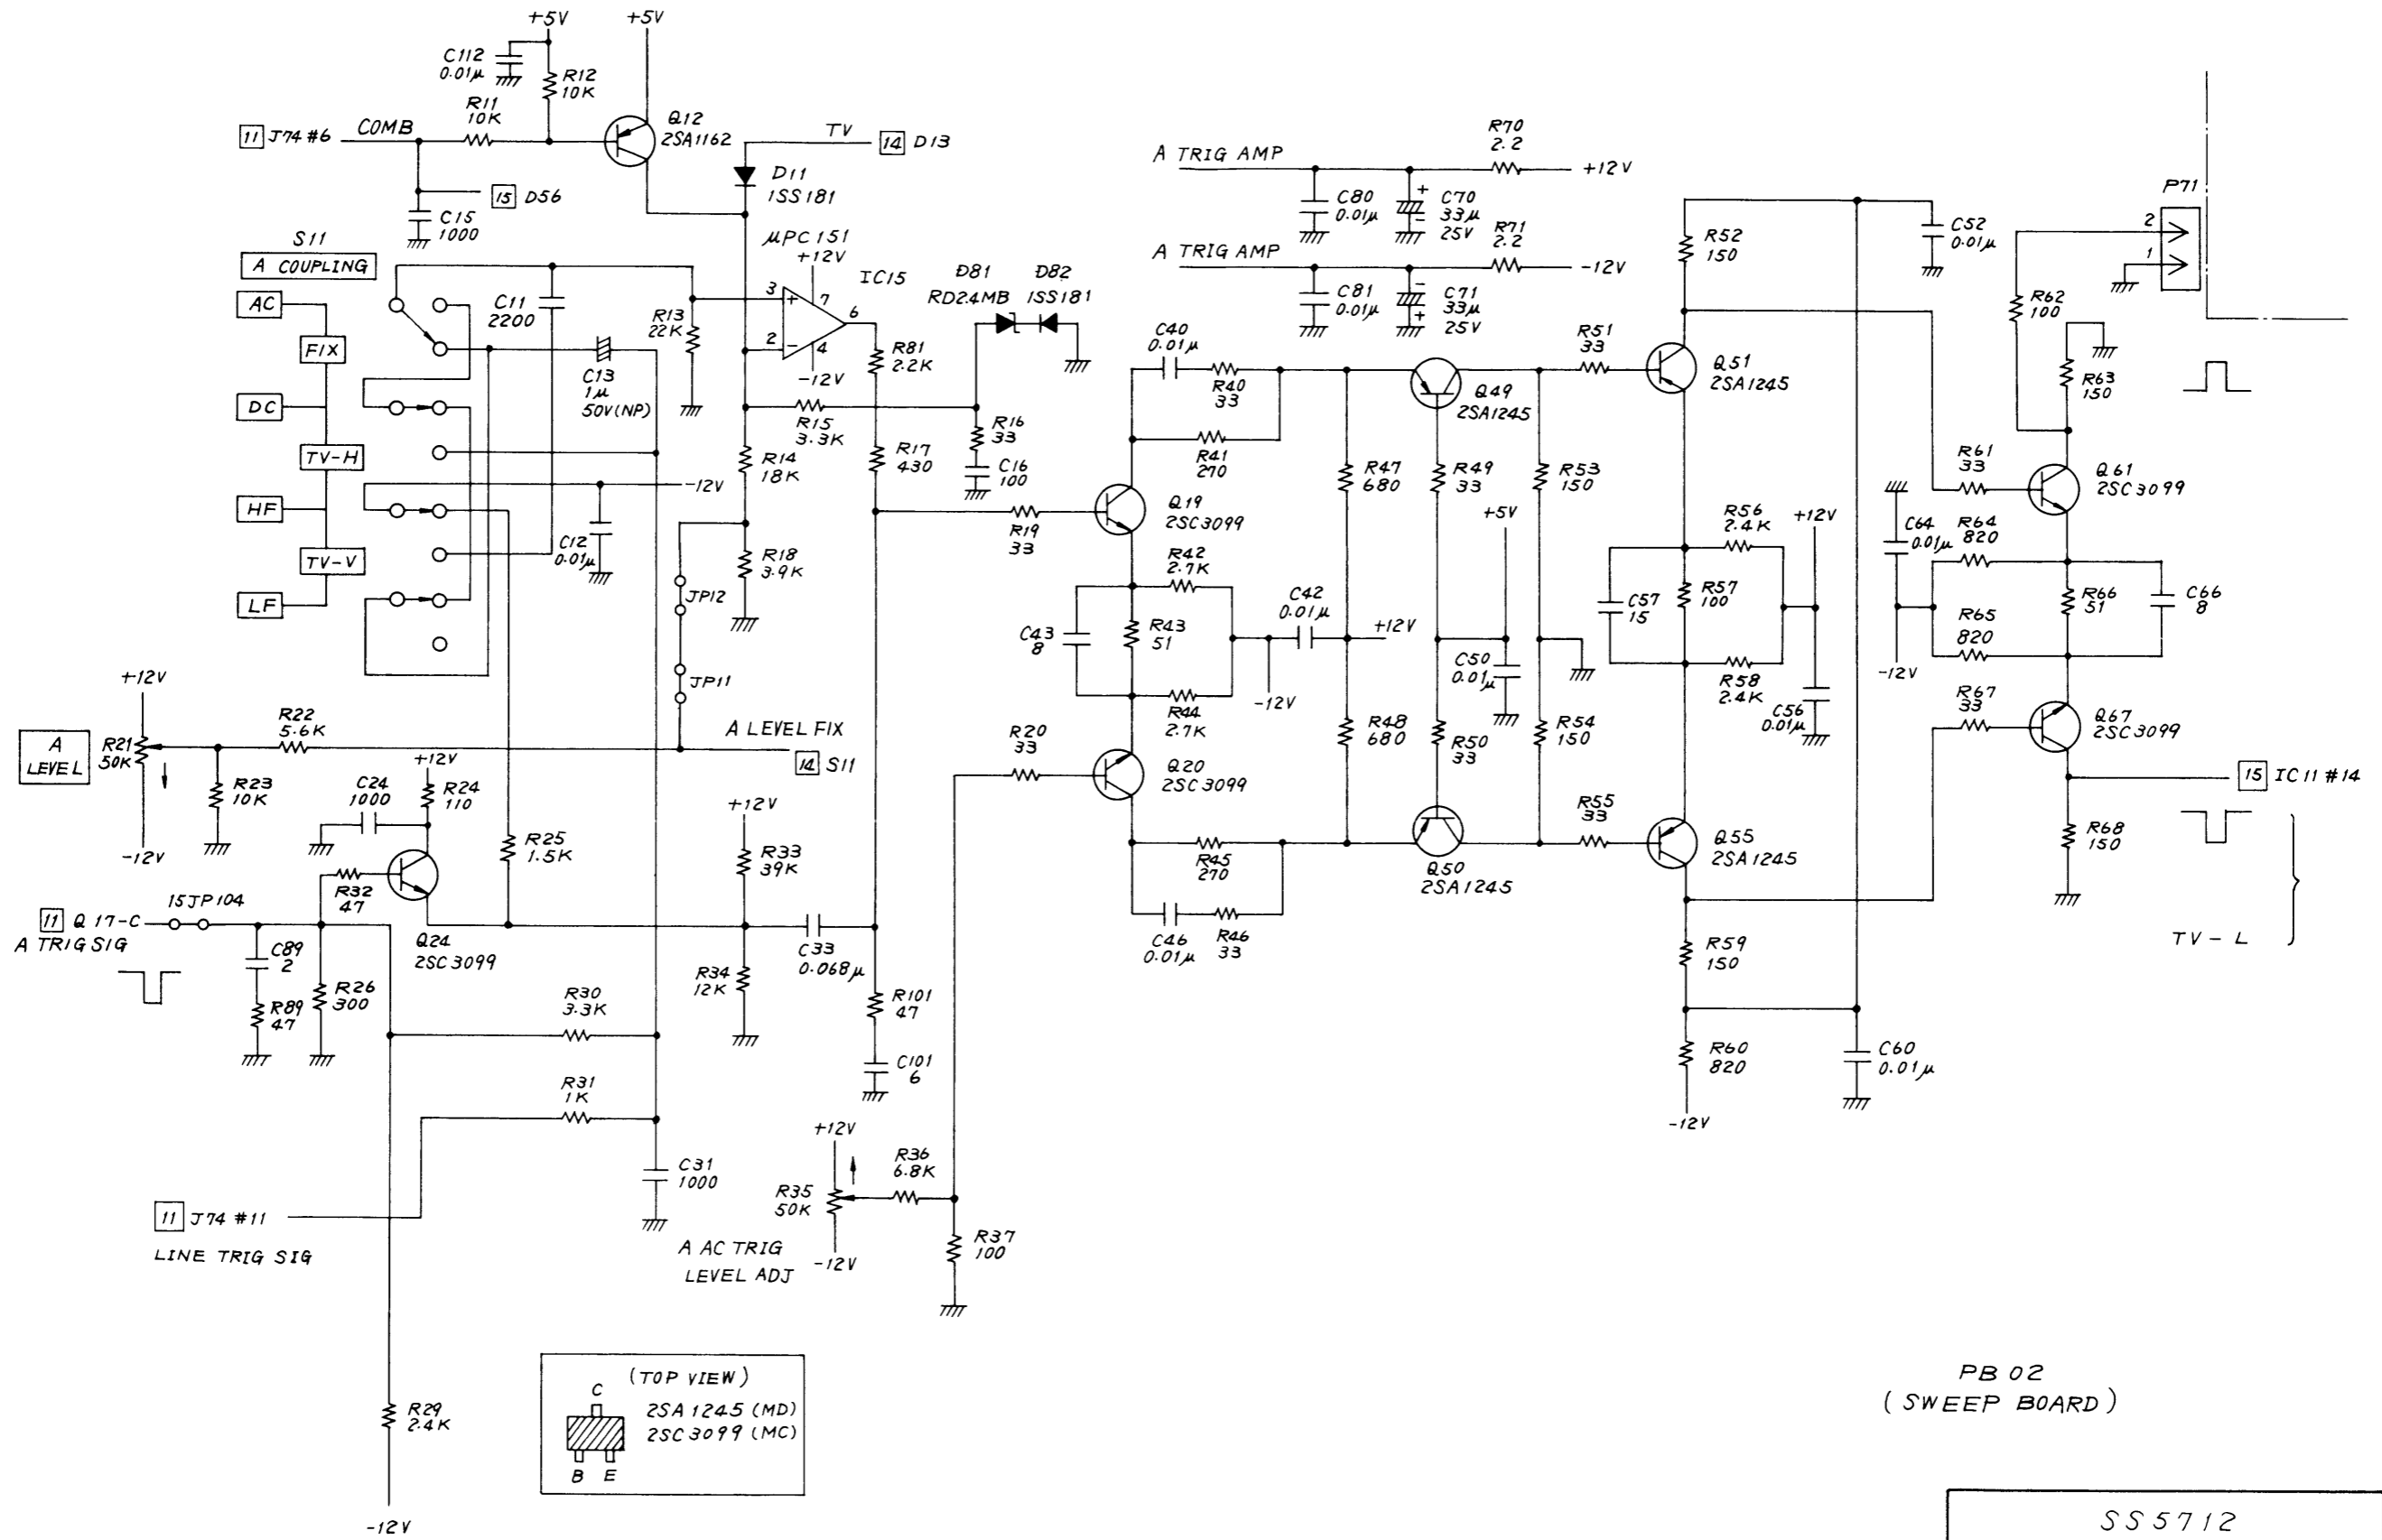 +5V
+5V
C112
0.01µ
R12
10K
R11
10K
11 J74 #6
COMB
Q12
2SA1162
TV
14 D13
D11
1SS181
15 D56
C15
1000
S11
A COUPLING
AC
FIX
DC
TV-H
HF
TV-V
LF
C11
2200
C13
1µ
50V(NP)
R13
22K
µPC151
+12V
IC15
3
+
7
6
2
-
4
-12V
R81
2.2K
D81
RD2.4MB
D82
1SS181
R15
3.3K
R14
18K
R17
430
R16
33
C16
100
-12V
C12
0.01µ
R18
3.9K
JP12
JP11
A TRIG AMP
R70
2.2
+12V
C80
0.01µ
+
-
C70
33µ
25V
A TRIG AMP
R71
2.2
-12V
C81
0.01µ
-
+
C71
33µ
25V
C40
0.01µ
R40
33
R41
270
Q49
2SA1245
R51
33
Q51
2SA1245
R52
150
C52
0.01µ
P71
2
1
R62
100
R63
150
R19
33
Q19
2SC3099
R47
680
R49
33
R53
150
+5V
R61
33
Q61
2SC3099
R42
2.7K
C43
8
R43
51
C42
0.01µ
+12V
-12V
R44
2.7K
C50
0.01µ
C57
15
R57
100
R56
2.4K
+12V
R58
2.4K
C56
0.01µ
C64
0.01µ
R64
820
R65
820
-12V
R66
51
C66
8
R67
33
Q67
2SC3099
15 IC11 #14
R68
150
TV - L
+12V
A
LEVEL
R21
50K
-12V
R22
5.6K
R23
10K
A LEVEL FIX
14 S11
R20
33
Q20
2SC3099
R48
680
R50
33
R54
150
R55
33
Q55
2SA1245
R45
270
Q50
2SA1245
C46
0.01µ
R46
33
R59
150
R60
820
-12V
C60
0.01µ
C24
1000
+12V
R24
110
R25
1.5K
+12V
R33
39K
R32
47
15JP104
11 Q17-C
A TRIG SIG
C89
2
R89
47
R26
300
Q24
2SC3099
R34
12K
C33
0.068µ
R30
3.3K
R101
47
C101
6
R31
1K
C31
1000
11 J74 #11
LINE TRIG SIG
+12V
R35
50K
-12V
R36
6.8K
R37
100
A AC TRIG
LEVEL ADJ
R29
2.4K
-12V
(TOP VIEW)
C
B E
2SA1245 (MD)
2SC3099 (MC)
PB 02
(SWEEP BOARD)
SS5712